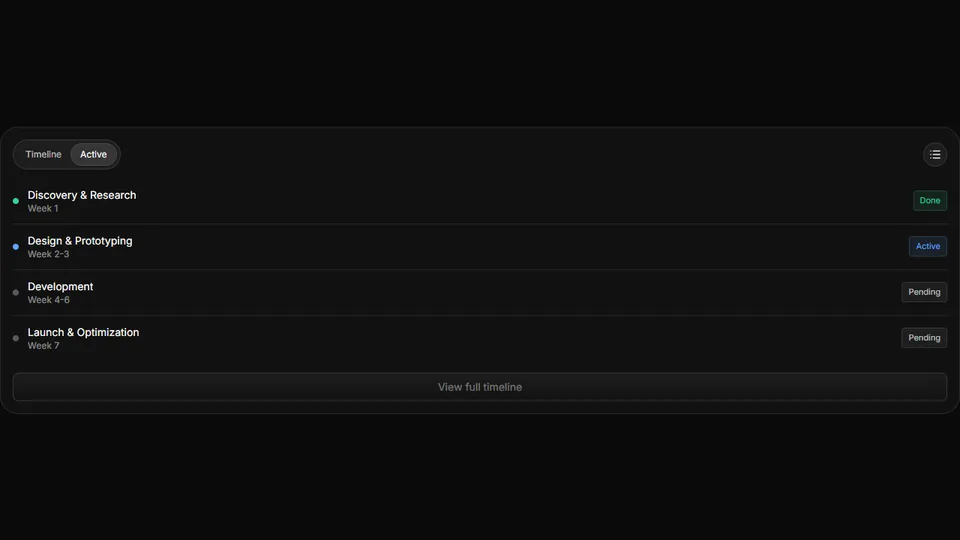 Timeline Active
Discovery & Research
Week 1
Done
Design & Prototyping
Week 2-3
Active
Development
Week 4-6
Pending
Launch & Optimization
Week 7
Pending
View full timeline